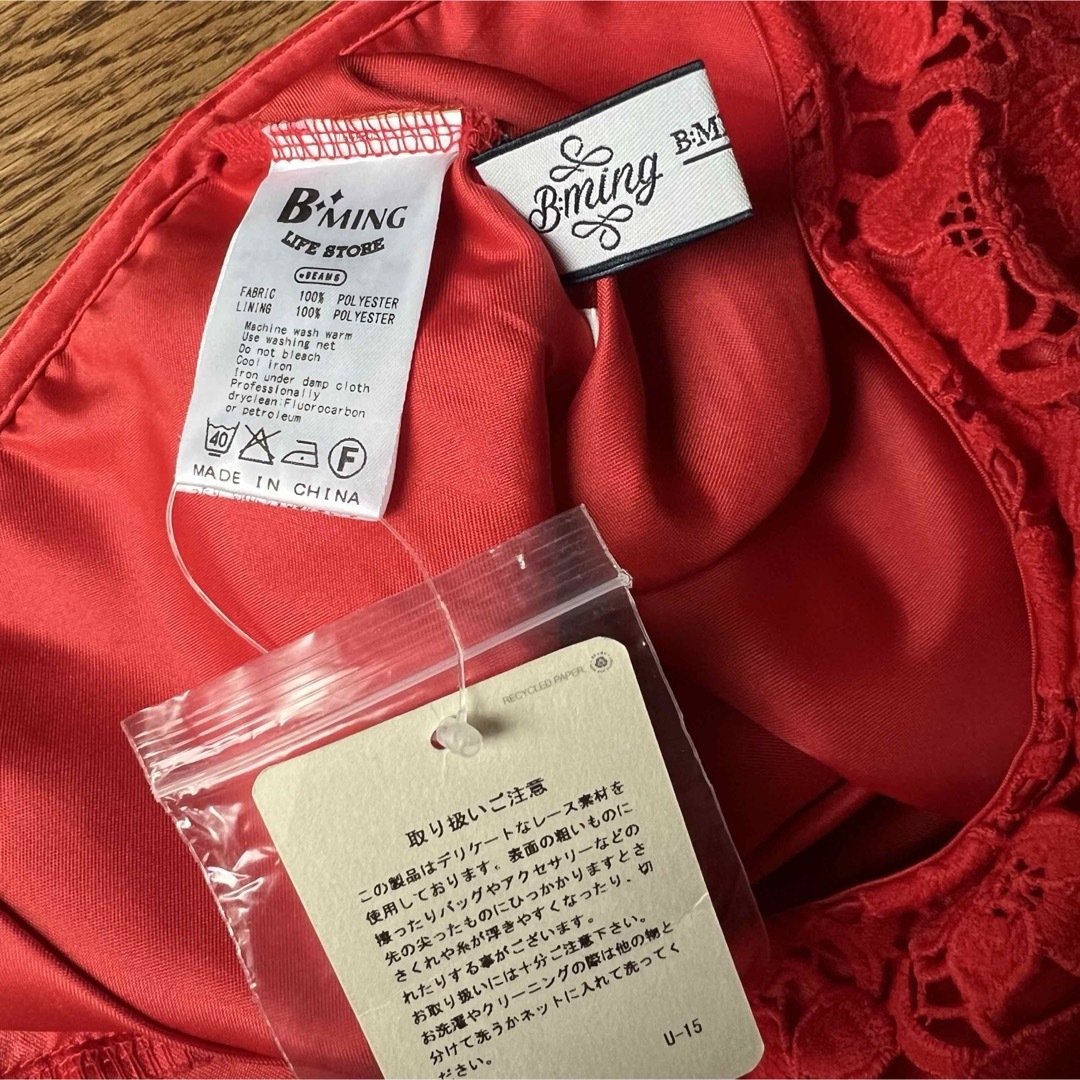 B MING
LIFE STORE
BEAMS
FABRIC 100% POLYESTER
LINING 100% POLYESTER
Machine wash warm
Use washing net
Do not bleach
Cool iron
Iron under damp cloth
Professionally
dryclean:Fluorocarbon
or petroleum
40
F
MADE IN CHINA
B·ming
B·M
RECYCLED PAPER
取り扱いご注意
この製品はデリケートなレース素材を
使用しております。表面の粗いものに
擦ったりバッグやアクセサリーなどの
先の尖ったものにひっかかりますとさ
さくれや糸が浮きやすくなったり、切
れたりする事がございます。
お取り扱いには十分ご注意下さい。
お洗濯やクリーニングの際は他の物と
分けて洗うかネットに入れて洗ってく
ださい。
U-15